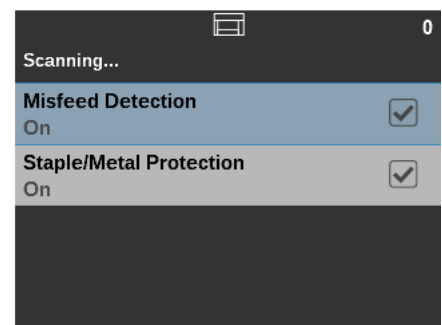 0
Scanning...
Misfeed Detection
On
Staple/Metal Protection
On